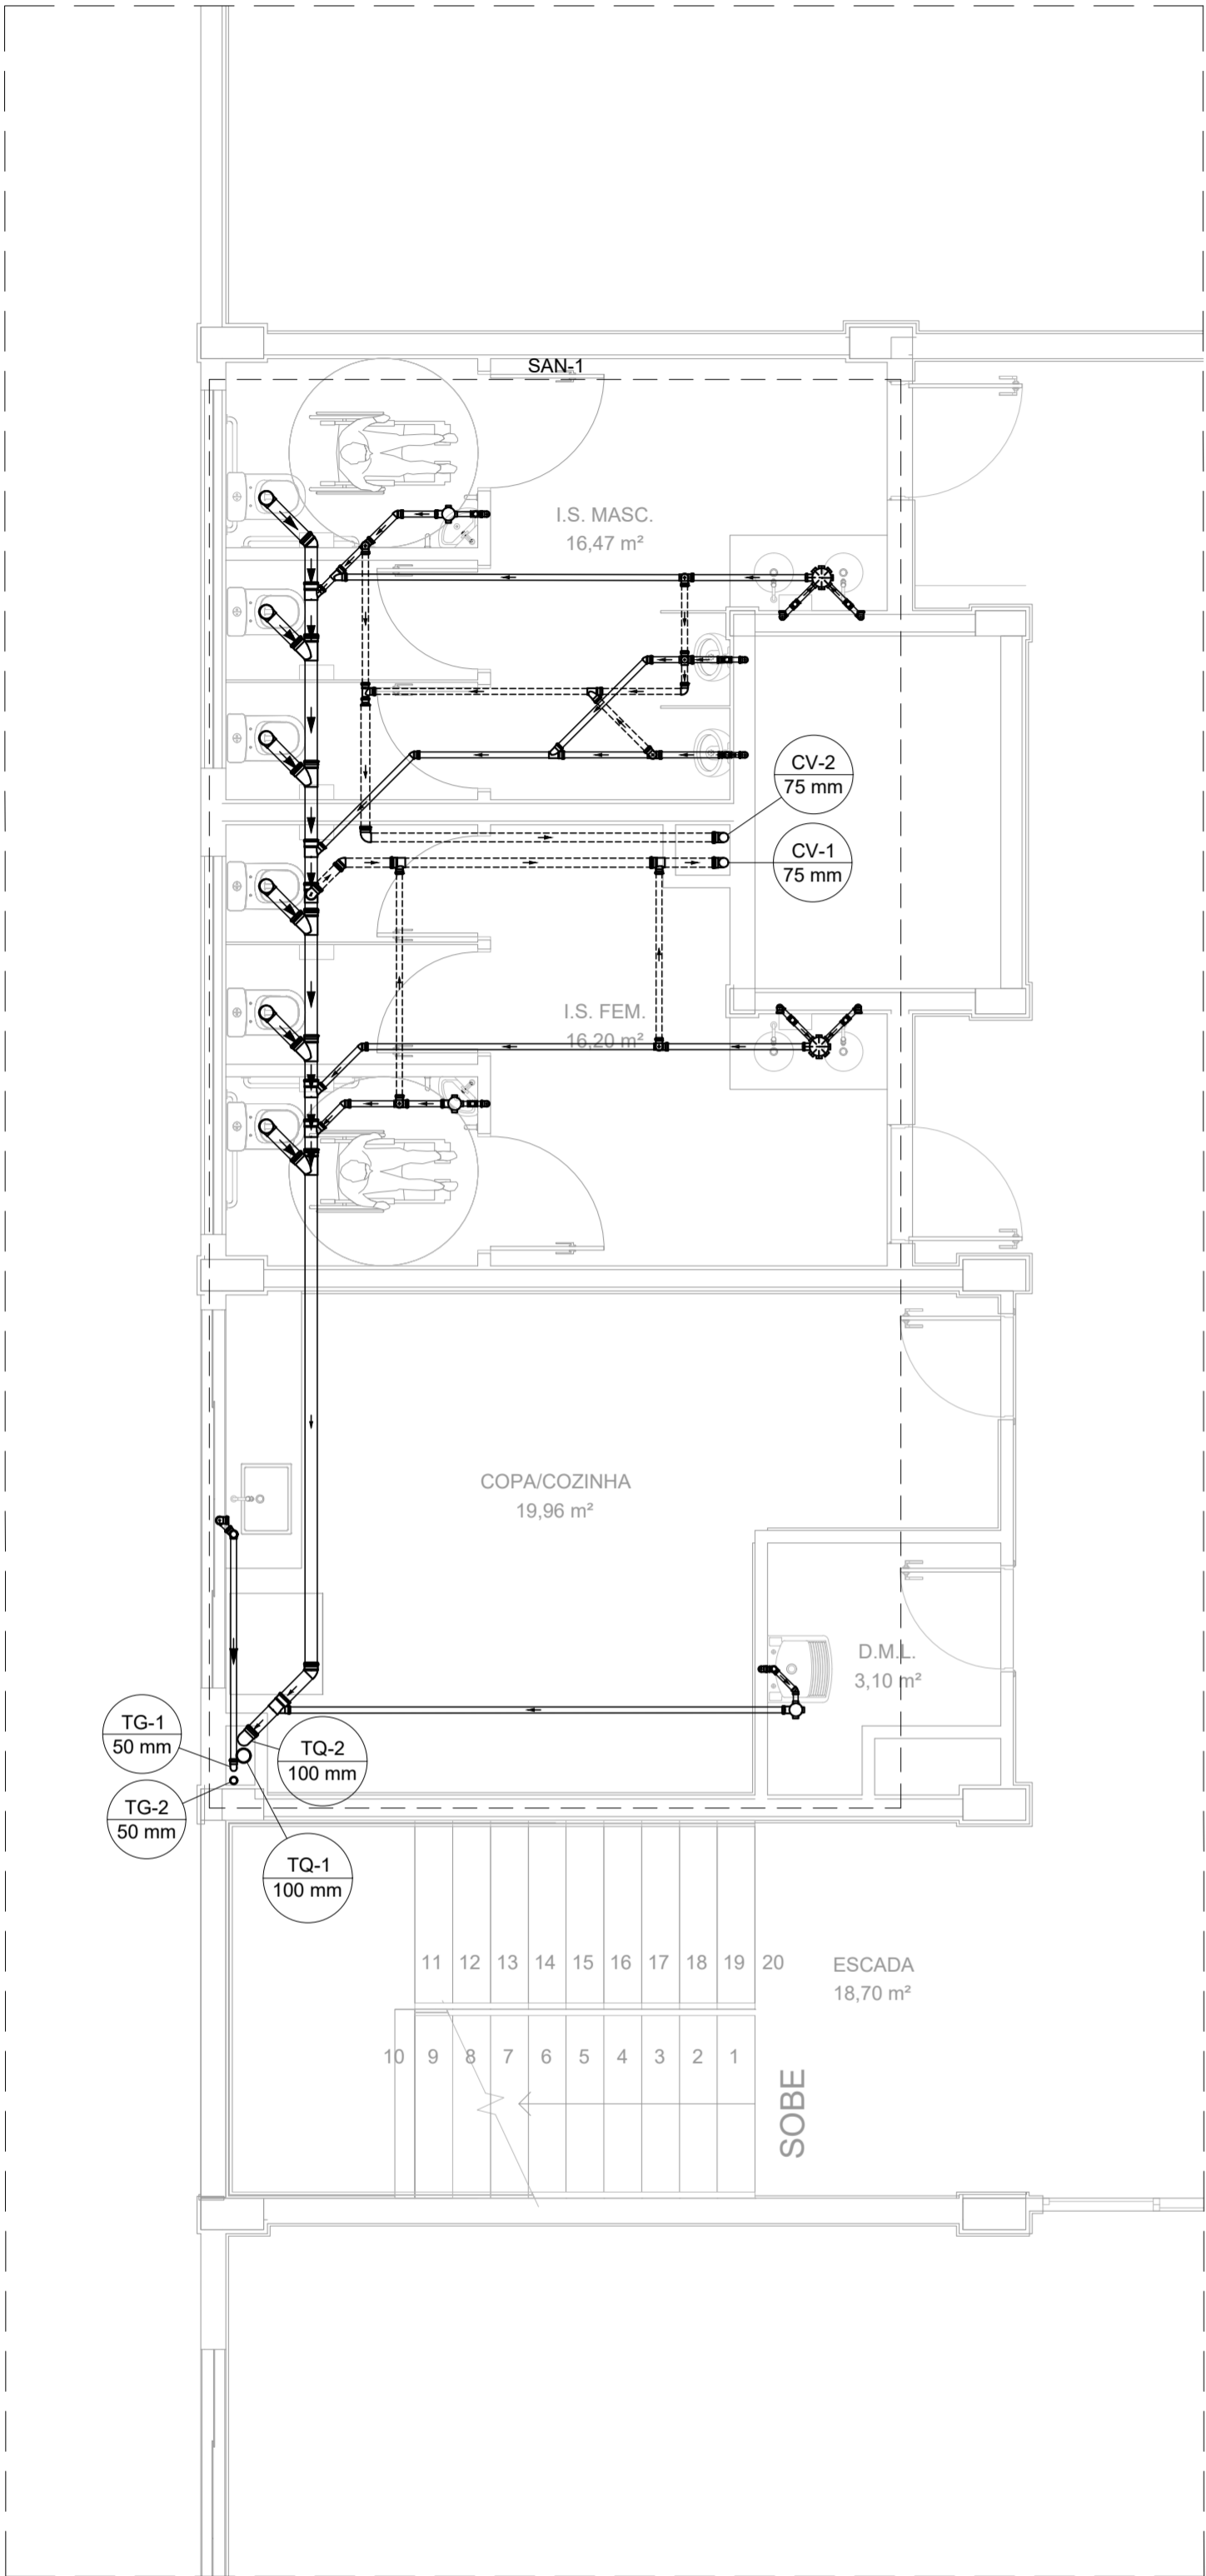 SAN-1
I.S. MASC.
16,47 m²
CV-2
75 mm
CV-1
75 mm
I.S. FEM.
16,20 m²
COPA/COZINHA
19,96 m²
D.M.L.
3,10 m²
TG-1
50 mm
TQ-2
100 mm
TG-2
50 mm
TQ-1
100 mm
11 12 13 14 15 16 17 18 19 20
ESCADA
18,70 m²
10 9 8 7 6 5 4 3 2 1
SOBE